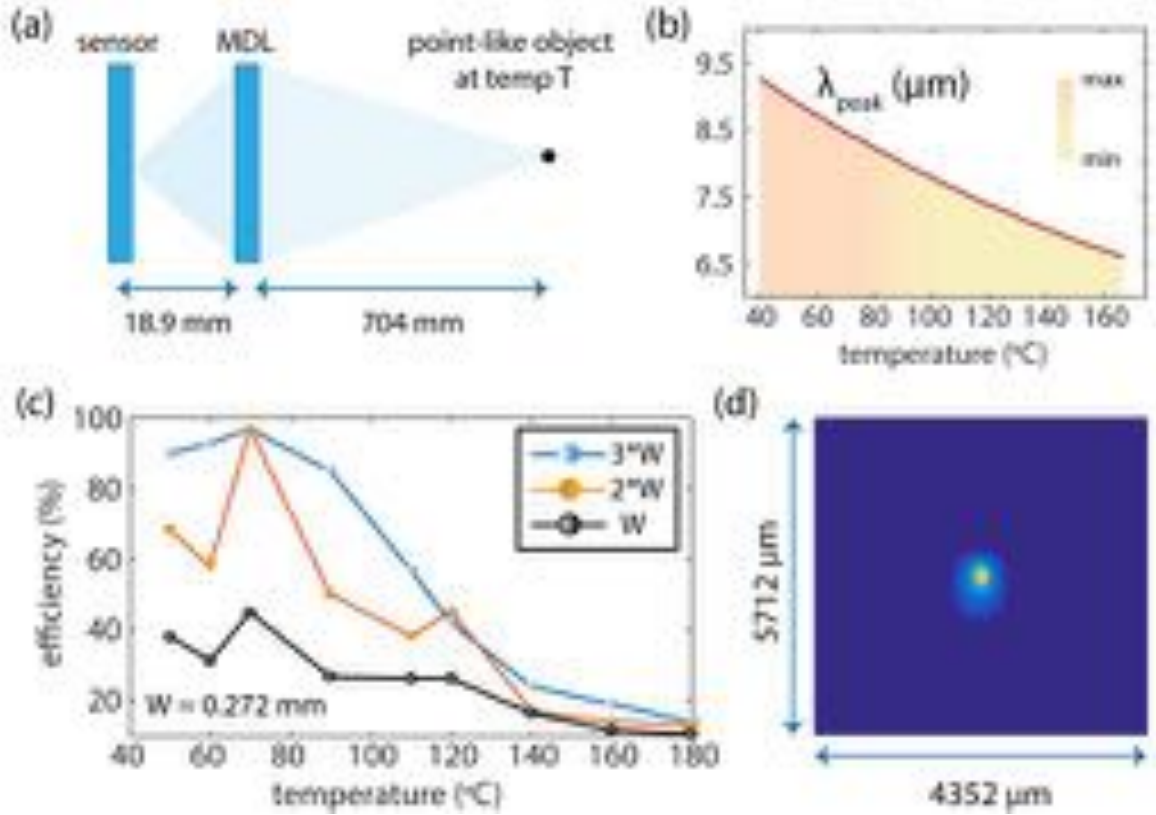 (a)
sensor
MDL
point-like object
at temp T
18.9 mm
704 mm
(b)
λpeak (μm)
max
min
9.5
8.5
7.5
6.5
40 60 80 100 120 140 160
temperature (ºC)
(c)
100
80
60
40
20
efficiency (%)
3*W
2*W
W
W = 0.272 mm
40 60 80 100 120 140 160 180
temperature (ºC)
(d)
5712 μm
4352 μm